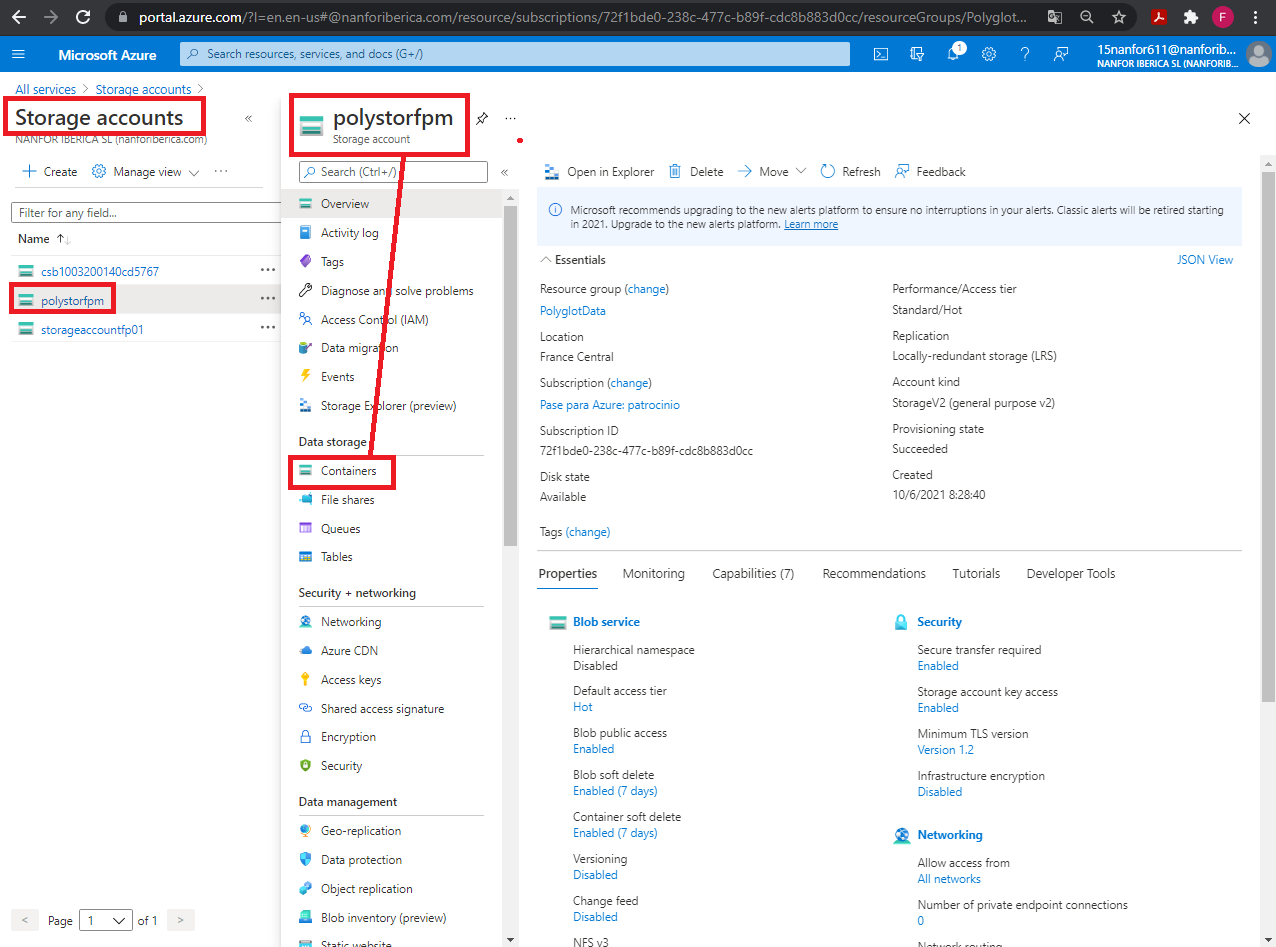 portal.azure.com/?l=en.en-us#@nanforiberica.com/resource/subscriptions/72f1bde0-238c-477c-b89f-cdc8b883d0cc/resourceGroups/Polyglot...
F
Microsoft Azure
Search resources, services, and docs (G+/)
1
15nanfor611@nanforib...
NANFOR IBERICA SL (NANFORIB...
All services > Storage accounts >
Storage accounts
NANFOR IBERICA SL (nanforiberica.com)
Create
Manage view
...
Filter for any field...
Name
csb1003200140cd5767
polystorfpm
storageaccountfp01
Page 1 of 1
polystorfpm
Storage account
Search (Ctrl+/)
Overview
Activity log
Tags
Diagnose and solve problems
Access Control (IAM)
Data migration
Events
Storage Explorer (preview)
Data storage
Containers
File shares
Queues
Tables
Security + networking
Networking
Azure CDN
Access keys
Shared access signature
Encryption
Security
Data management
Geo-replication
Data protection
Object replication
Blob inventory (preview)
Static website
Open in Explorer
Delete
Move
Refresh
Feedback
Microsoft recommends upgrading to the new alerts platform to ensure no interruptions in your alerts. Classic alerts will be retired starting
in 2021. Upgrade to the new alerts platform. Learn more
Essentials
JSON View
Resource group (change)
PolyglotData
Location
France Central
Subscription (change)
Pase para Azure: patrocinio
Subscription ID
72f1bde0-238c-477c-b89f-cdc8b883d0cc
Disk state
Available
Tags (change)
Performance/Access tier
Standard/Hot
Replication
Locally-redundant storage (LRS)
Account kind
StorageV2 (general purpose v2)
Provisioning state
Succeeded
Created
10/6/2021 8:28:40
Properties
Monitoring
Capabilities (7)
Recommendations
Tutorials
Developer Tools
Blob service
Hierarchical namespace
Disabled
Default access tier
Hot
Blob public access
Enabled
Blob soft delete
Enabled (7 days)
Container soft delete
Enabled (7 days)
Versioning
Disabled
Change feed
Disabled
NFS v3
Security
Secure transfer required
Enabled
Storage account key access
Enabled
Minimum TLS version
Version 1.2
Infrastructure encryption
Disabled
Networking
Allow access from
All networks
Number of private endpoint connections
0
Network routing